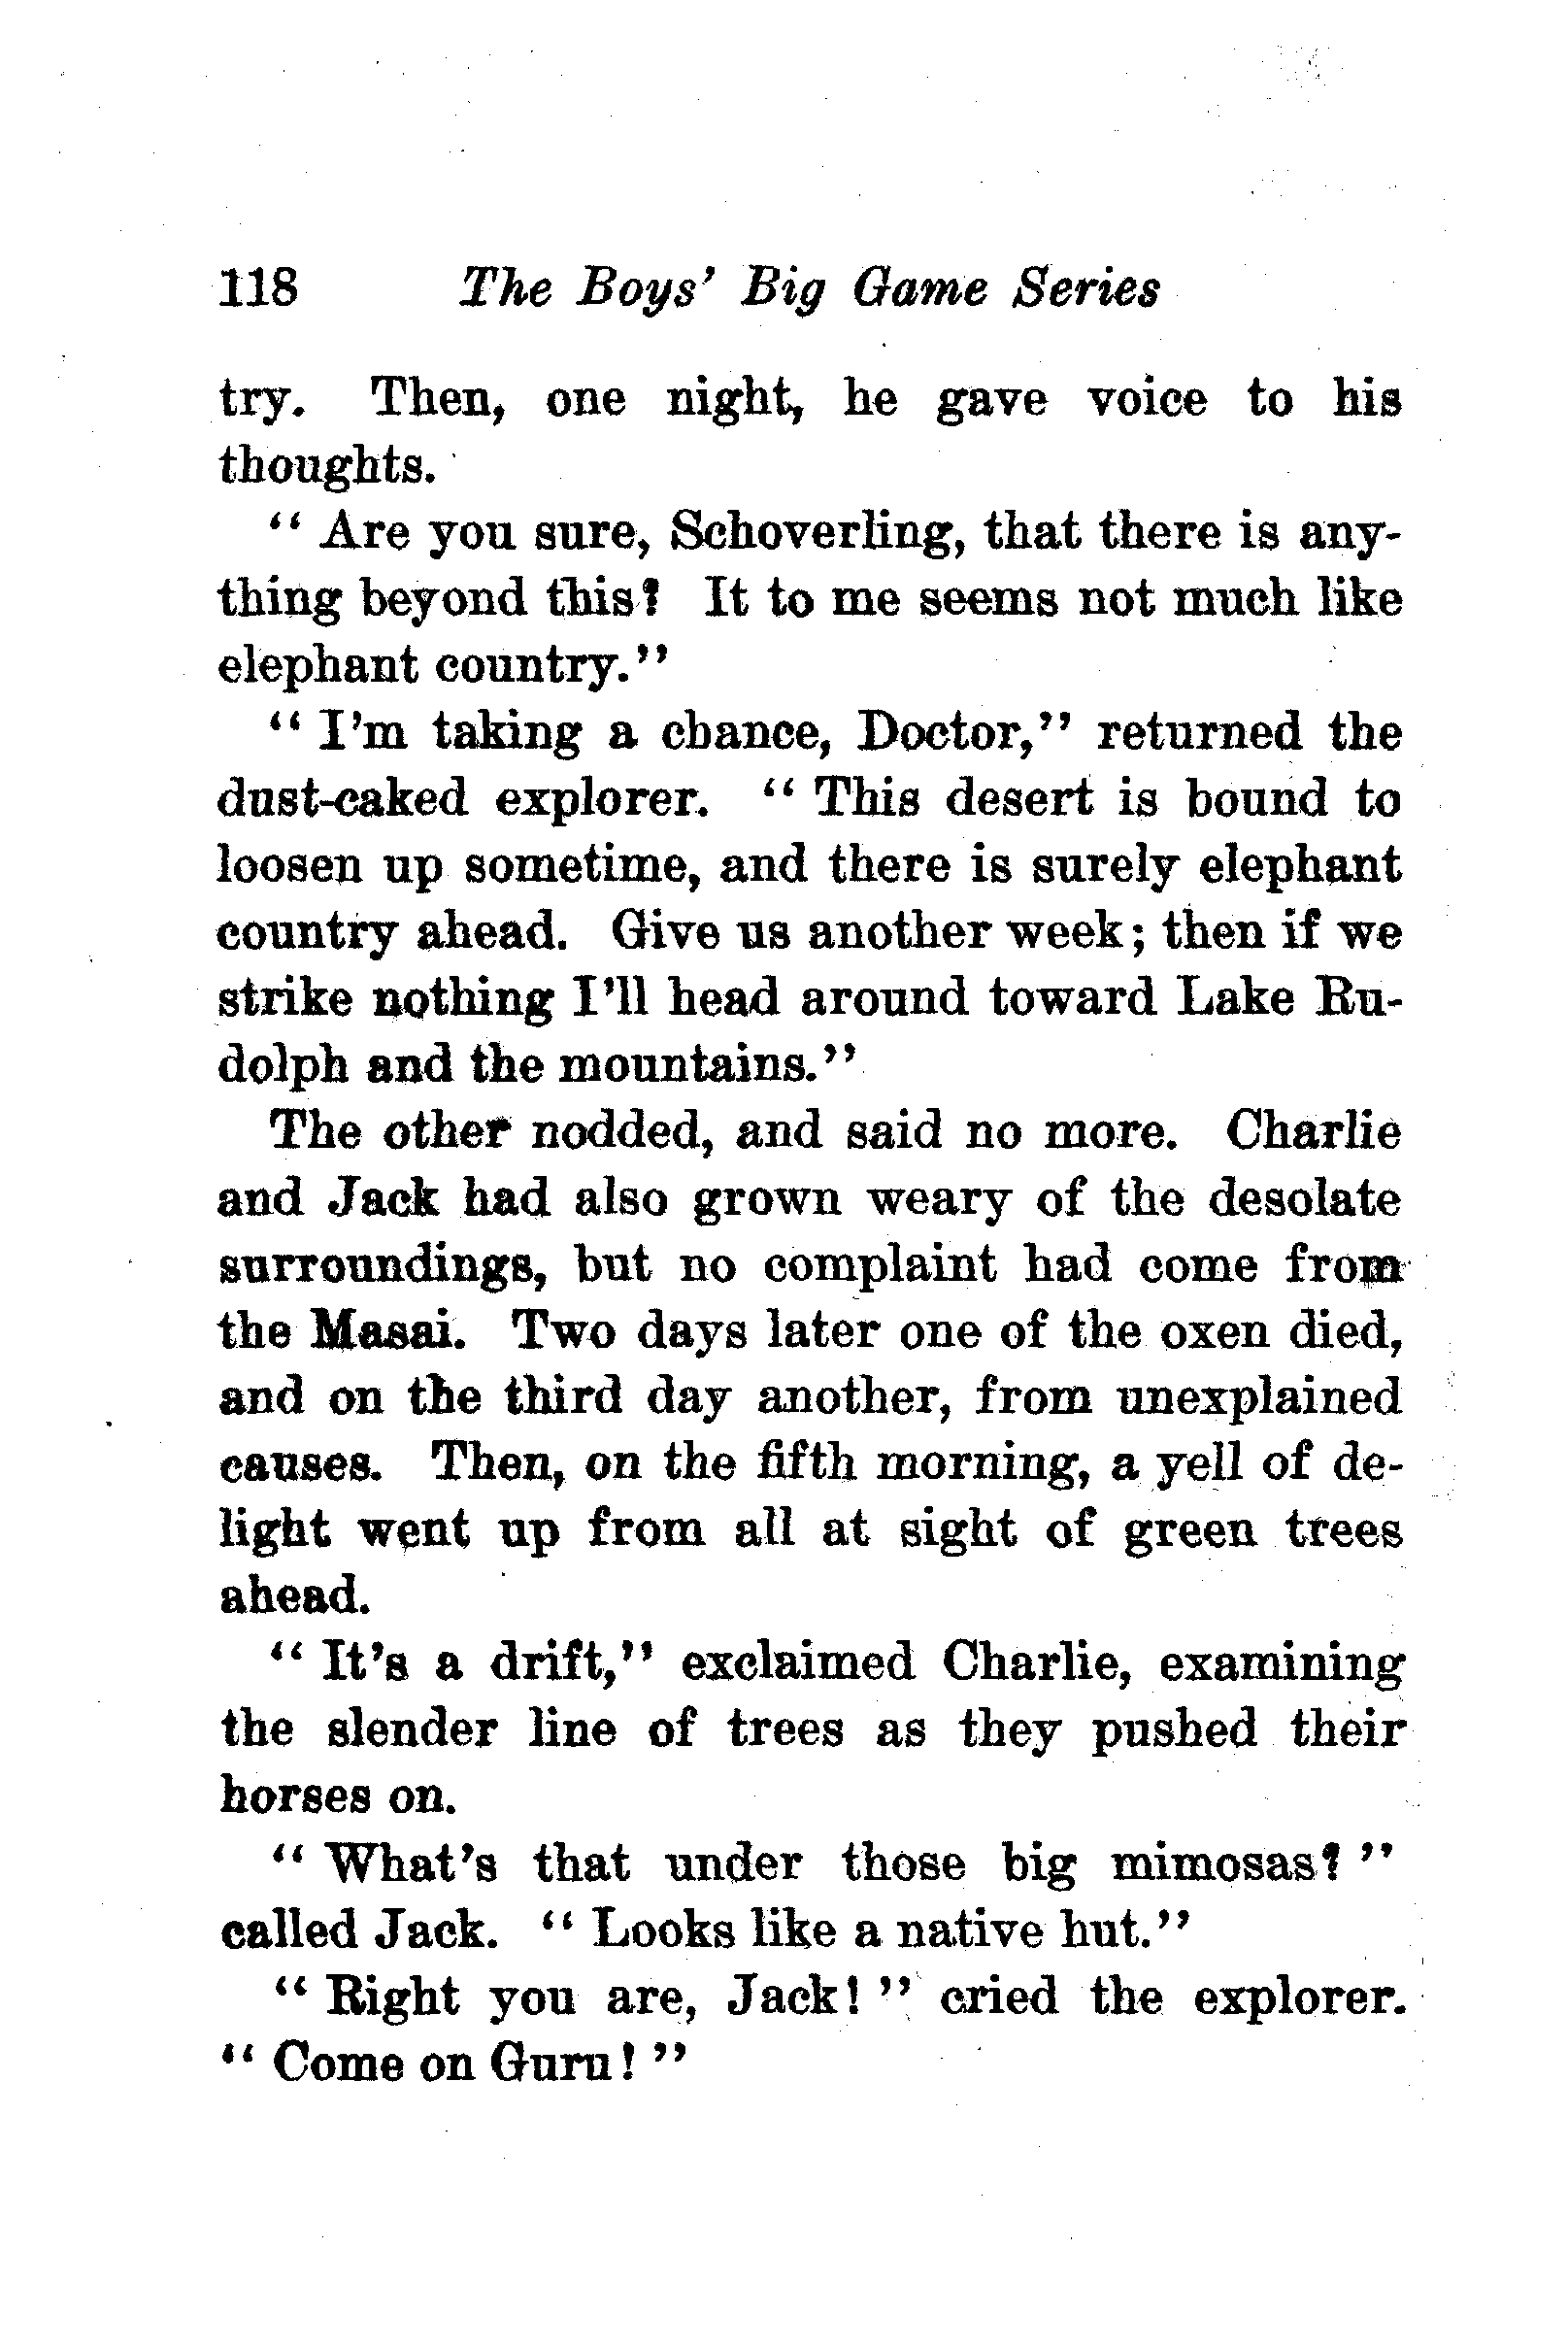 118 The Boys' Big Game Series
try. Then, one night, he gave voice to his
thoughts.
"Are you sure, Schoverling, that there is any-
thing beyond this? It to me seems not much like
elephant country."
"I'm taking a chance, Doctor," returned the
dust-caked explorer. "This desert is bound to
loosen up sometime, and there is surely elephant
country ahead. Give us another week; then if we
strike nothing I'll head around toward Lake Ru-
dolph and the mountains."
The other nodded, and said no more. Charlie
and Jack had also grown weary of the desolate
surroundings, but no complaint had come from
the Masai. Two days later one of the oxen died,
and on the third day another, from unexplained
causes. Then, on the fifth morning, a yell of de-
light went up from all at sight of green trees
ahead.
"It's a drift," exclaimed Charlie, examining
the slender line of trees as they pushed their
horses on.
"What's that under those big mimosas?"
called Jack. "Looks like a native hut."
"Right you are, Jack!" cried the explorer.
"Come on Guru!"